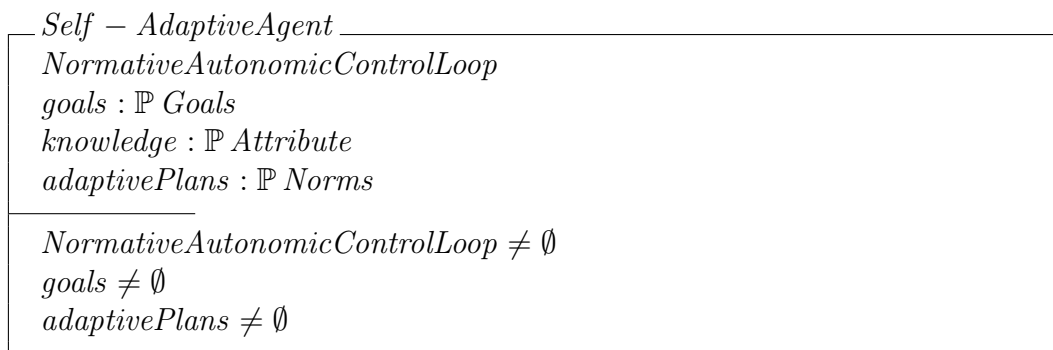 Self − AdaptiveAgent
NormativeAutonomicControlLoop
goals : ℙ Goals
knowledge : ℙ Attribute
adaptivePlans : ℙ Norms
NormativeAutonomicControlLoop ≠ ∅
goals ≠ ∅
adaptivePlans ≠ ∅